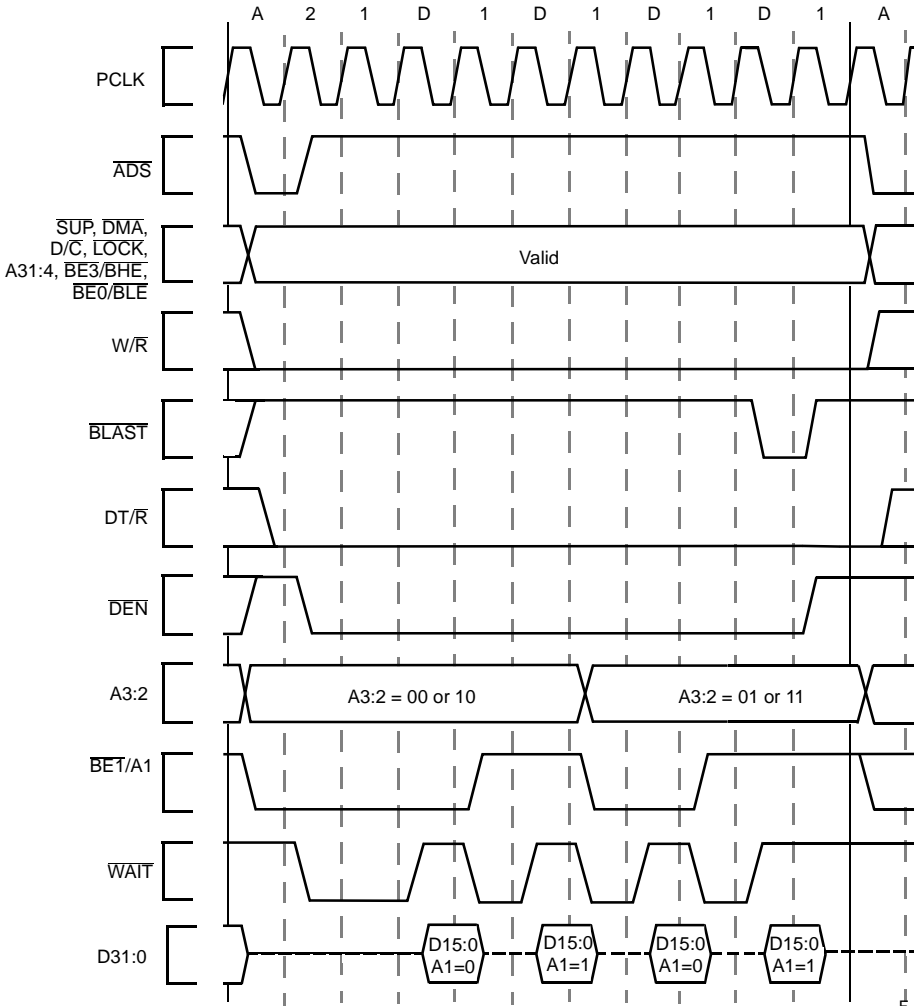 A 2 1 D 1 D 1 D 1 D 1 A
PCLK
ADS
SUP, DMA,
D/C, LOCK,
A31:4, BE3/BHE,
BE0/BLE
Valid
W/R
BLAST
DT/R
DEN
A3:2
A3:2 = 00 or 10
A3:2 = 01 or 11
BE1/A1
WAIT
D31:0
D15:0
A1=0
D15:0
A1=1
D15:0
A1=0
D15:0
A1=1